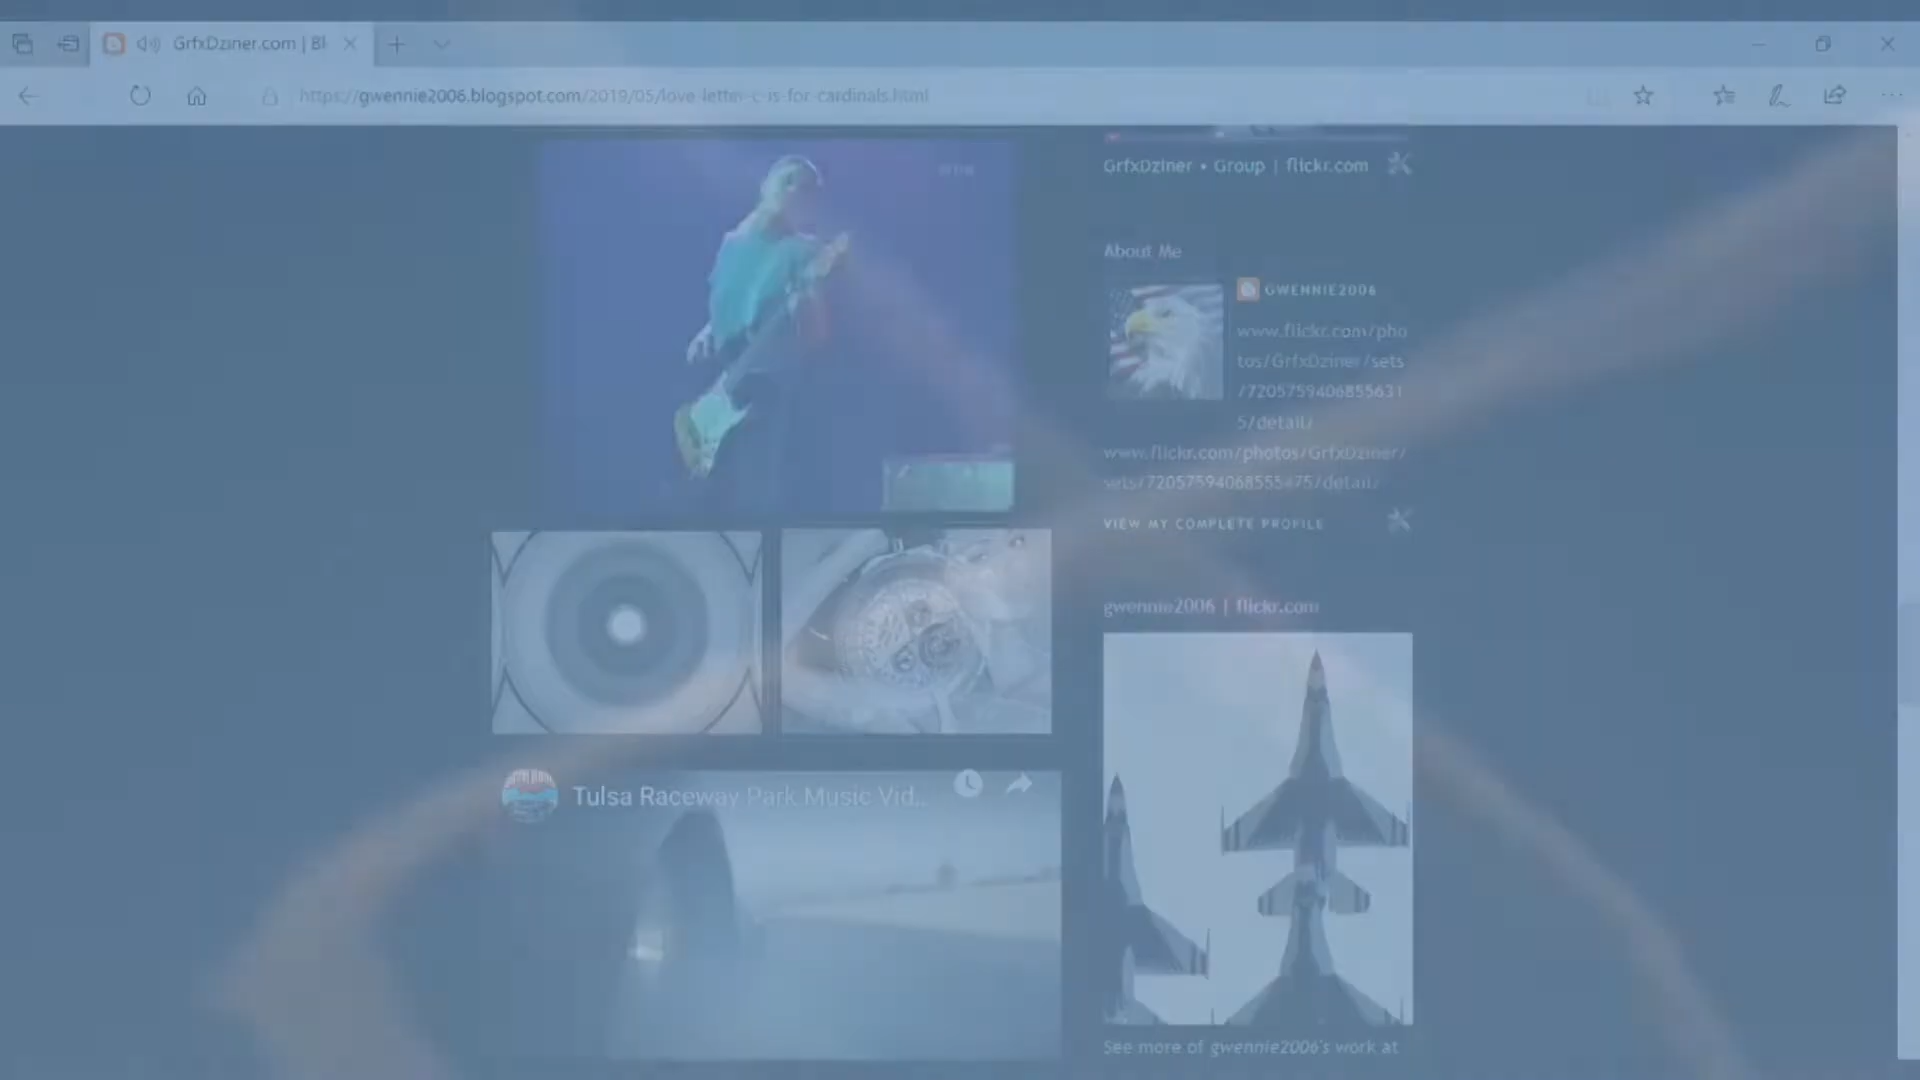 GrfxDziner.com | Bl
https://gwennie2006.blogspot.com/2019/05/love-letter-c-is-for-cardinals.html
GrfxDziner • Group | flickr.com
About Me
GWENNIE2006
www.flickr.com/pho
tos/GrfxDziner/sets
/7205759406855631
5/detail/
www.flickr.com/photos/GrfxDziner/
sets/72057594068555475/detail/
VIEW MY COMPLETE PROFILE
gwennie2006 | flickr.com
Tulsa Raceway Park Music Vid...
See more of gwennie2006's work at